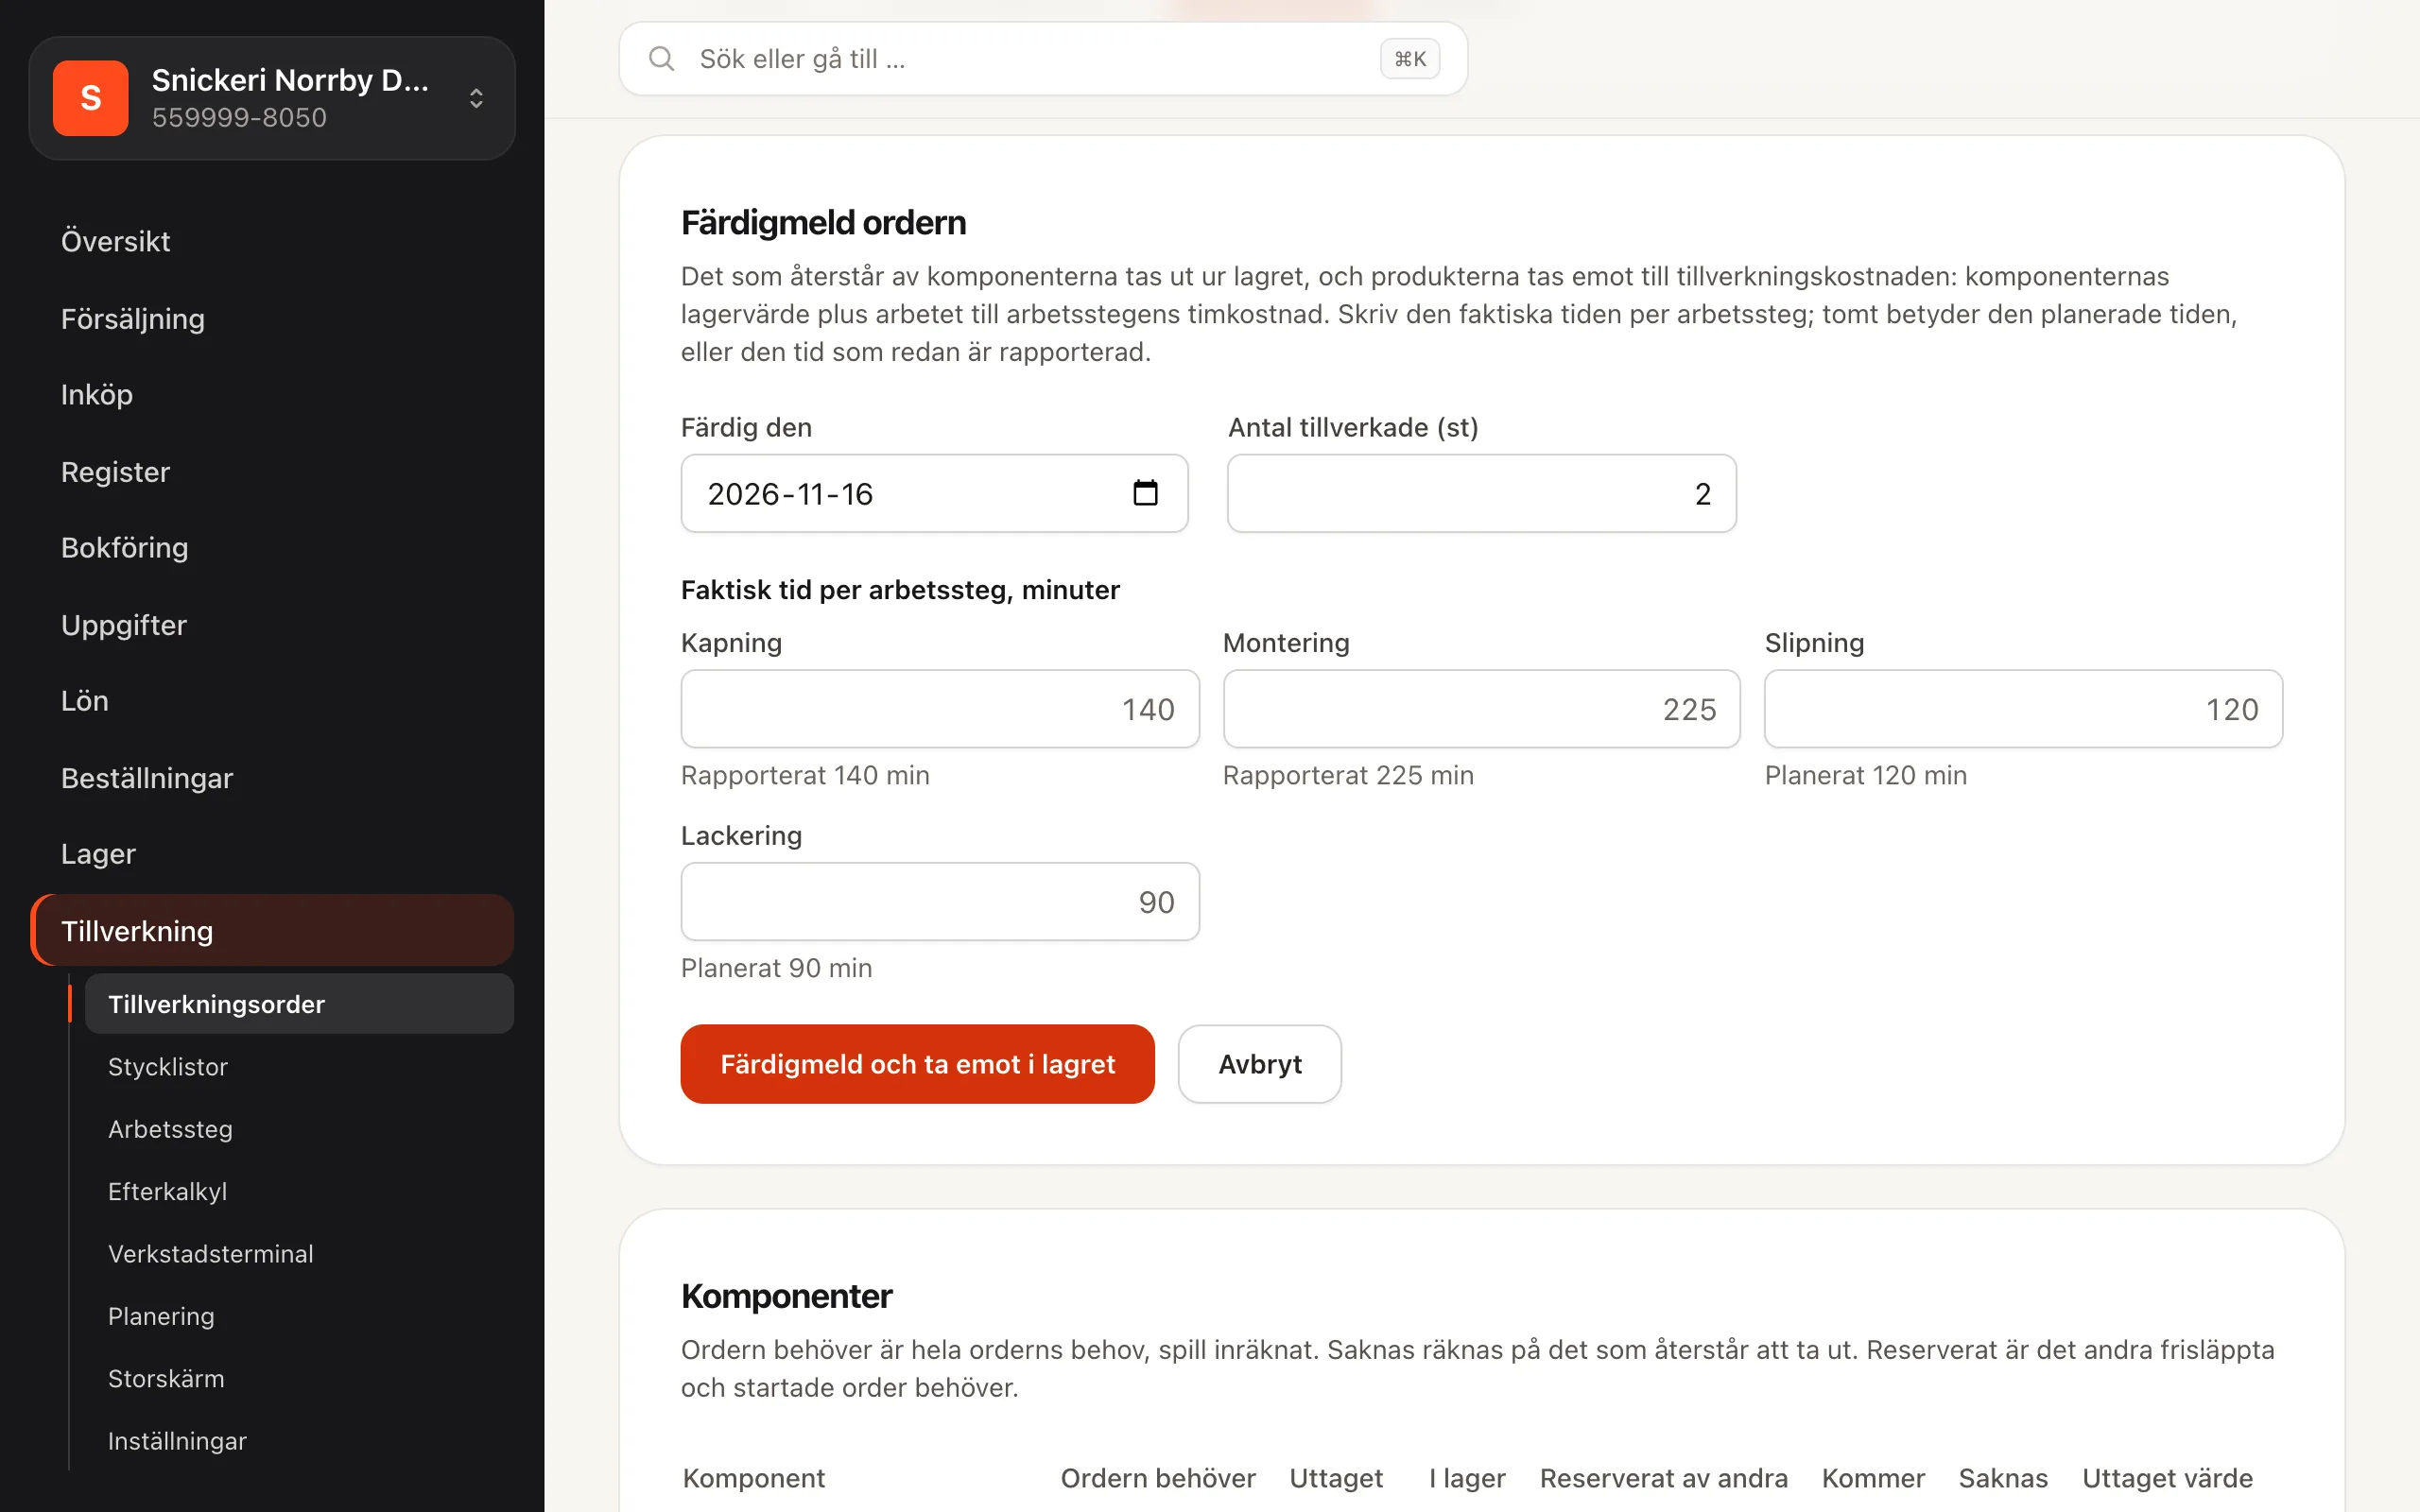 S
Snickeri Norrby D...
559999-8050
Översikt
Försäljning
Inköp
Register
Bokföring
Uppgifter
Lön
Beställningar
Lager
Tillverkning
Tillverkningsorder
Stycklistor
Arbetssteg
Efterkalkyl
Verkstadsterminal
Planering
Storskärm
Inställningar
Sök eller gå till ...
⌘K
Färdigmeld ordern
Det som återstår av komponenterna tas ut ur lagret, och produkterna tas emot till tillverkningskostnaden: komponenternas
lagervärde plus arbetet till arbetsstegens timkostnad. Skriv den faktiska tiden per arbetssteg; tomt betyder den planerade tiden,
eller den tid som redan är rapporterad.
Färdig den
Antal tillverkade (st)
2026-11-16
2
Faktisk tid per arbetssteg, minuter
Kapning
Montering
Slipning
140
225
120
Rapporterat 140 min
Rapporterat 225 min
Planerat 120 min
Lackering
90
Planerat 90 min
Färdigmeld och ta emot i lagret
Avbryt
Komponenter
Ordern behöver är hela orderns behov, spill inräknat. Saknas räknas på det som återstår att ta ut. Reserverat är det andra frisläppta
och startade order behöver.
Komponent
Ordern behöver
Uttaget
I lager
Reserverat av andra
Kommer
Saknas
Uttaget värde